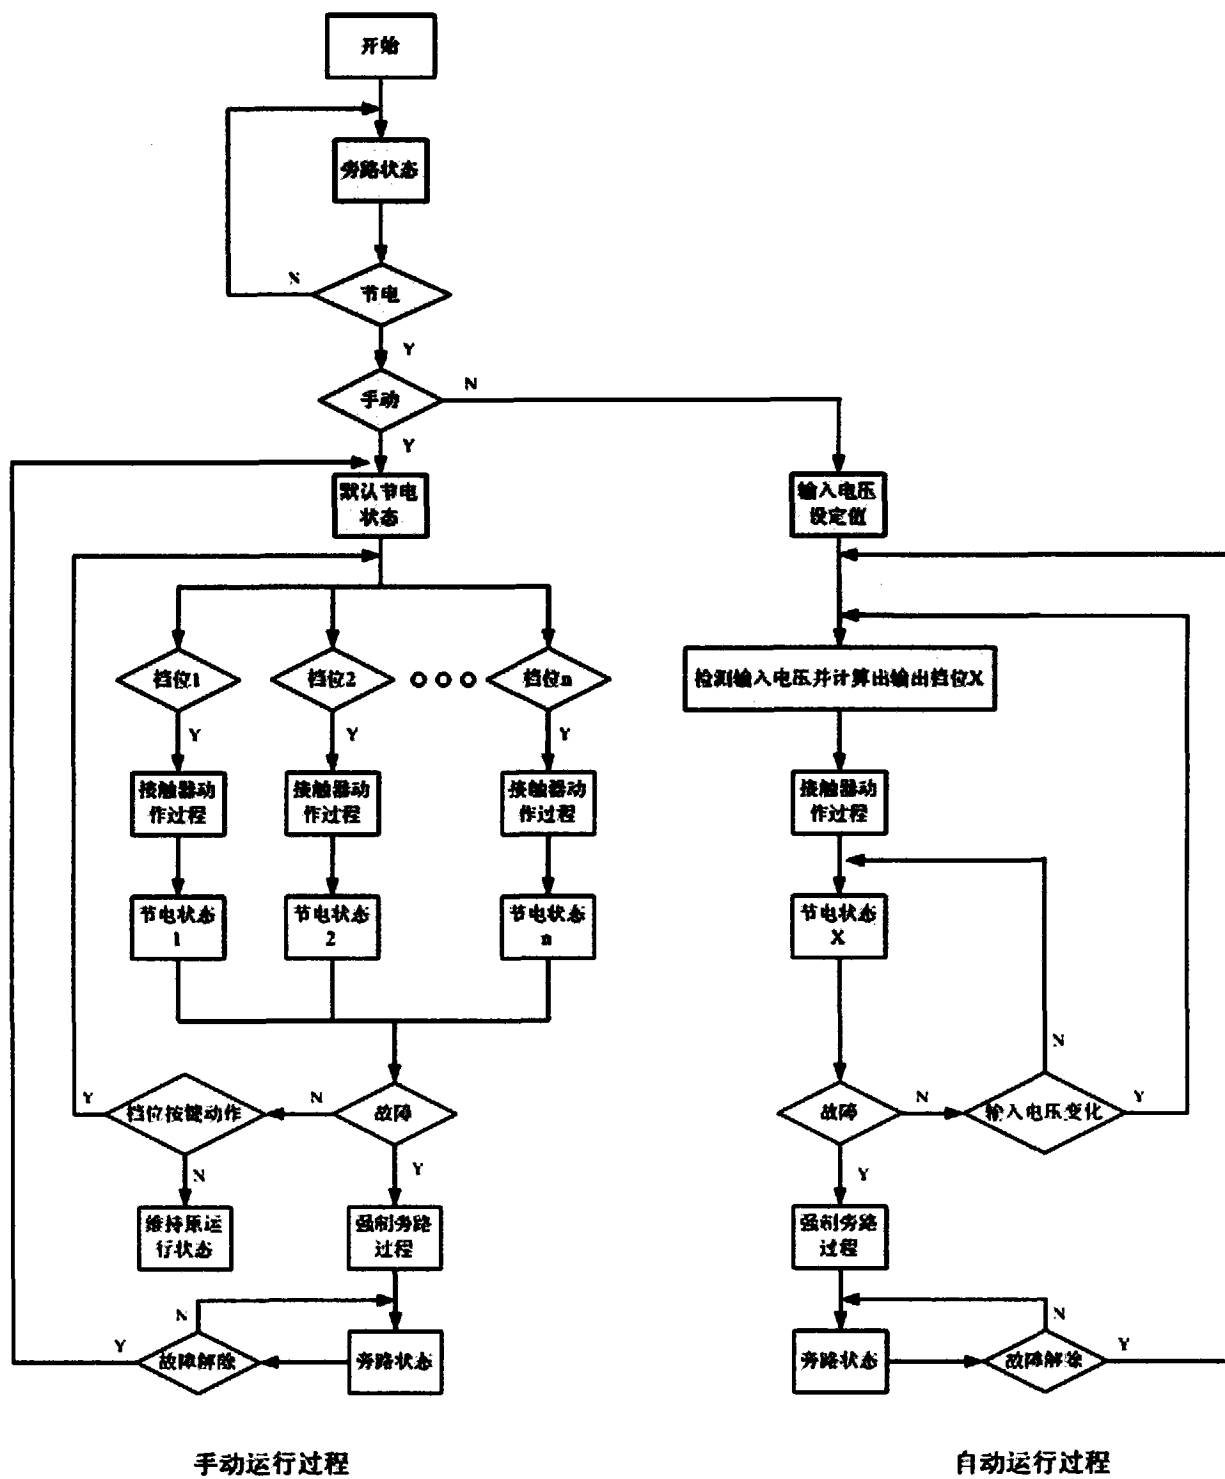 开始
旁路状态
N
节电
Y
手动
N
Y
默认节电
状态
输入电压
设定值
档位1
档位2
档位n
检测输入电压并计算出输出档位X
Y
Y
Y
接触器动
作过程
接触器动
作过程
接触器动
作过程
接触器动
作过程
节电状态
1
节电状态
2
节电状态
n
节电状态
X
N
Y
档位按键动作
N
故障
故障
N
输入电压变化
Y
N
Y
Y
维持原运
行状态
强制旁路
过程
强制旁路
过程
N
N
Y
故障解除
旁路状态
旁路状态
故障解除
Y
手动运行过程
自动运行过程